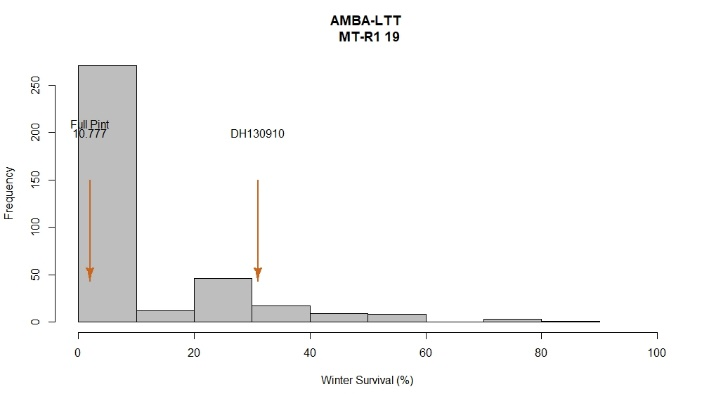 AMBA-LTT
MT-R1 19
Frequency
250
200
150
100
50
0
Full Pint
10.777
DH130910
0 20 40 60 80 100
Winter Survival (%)